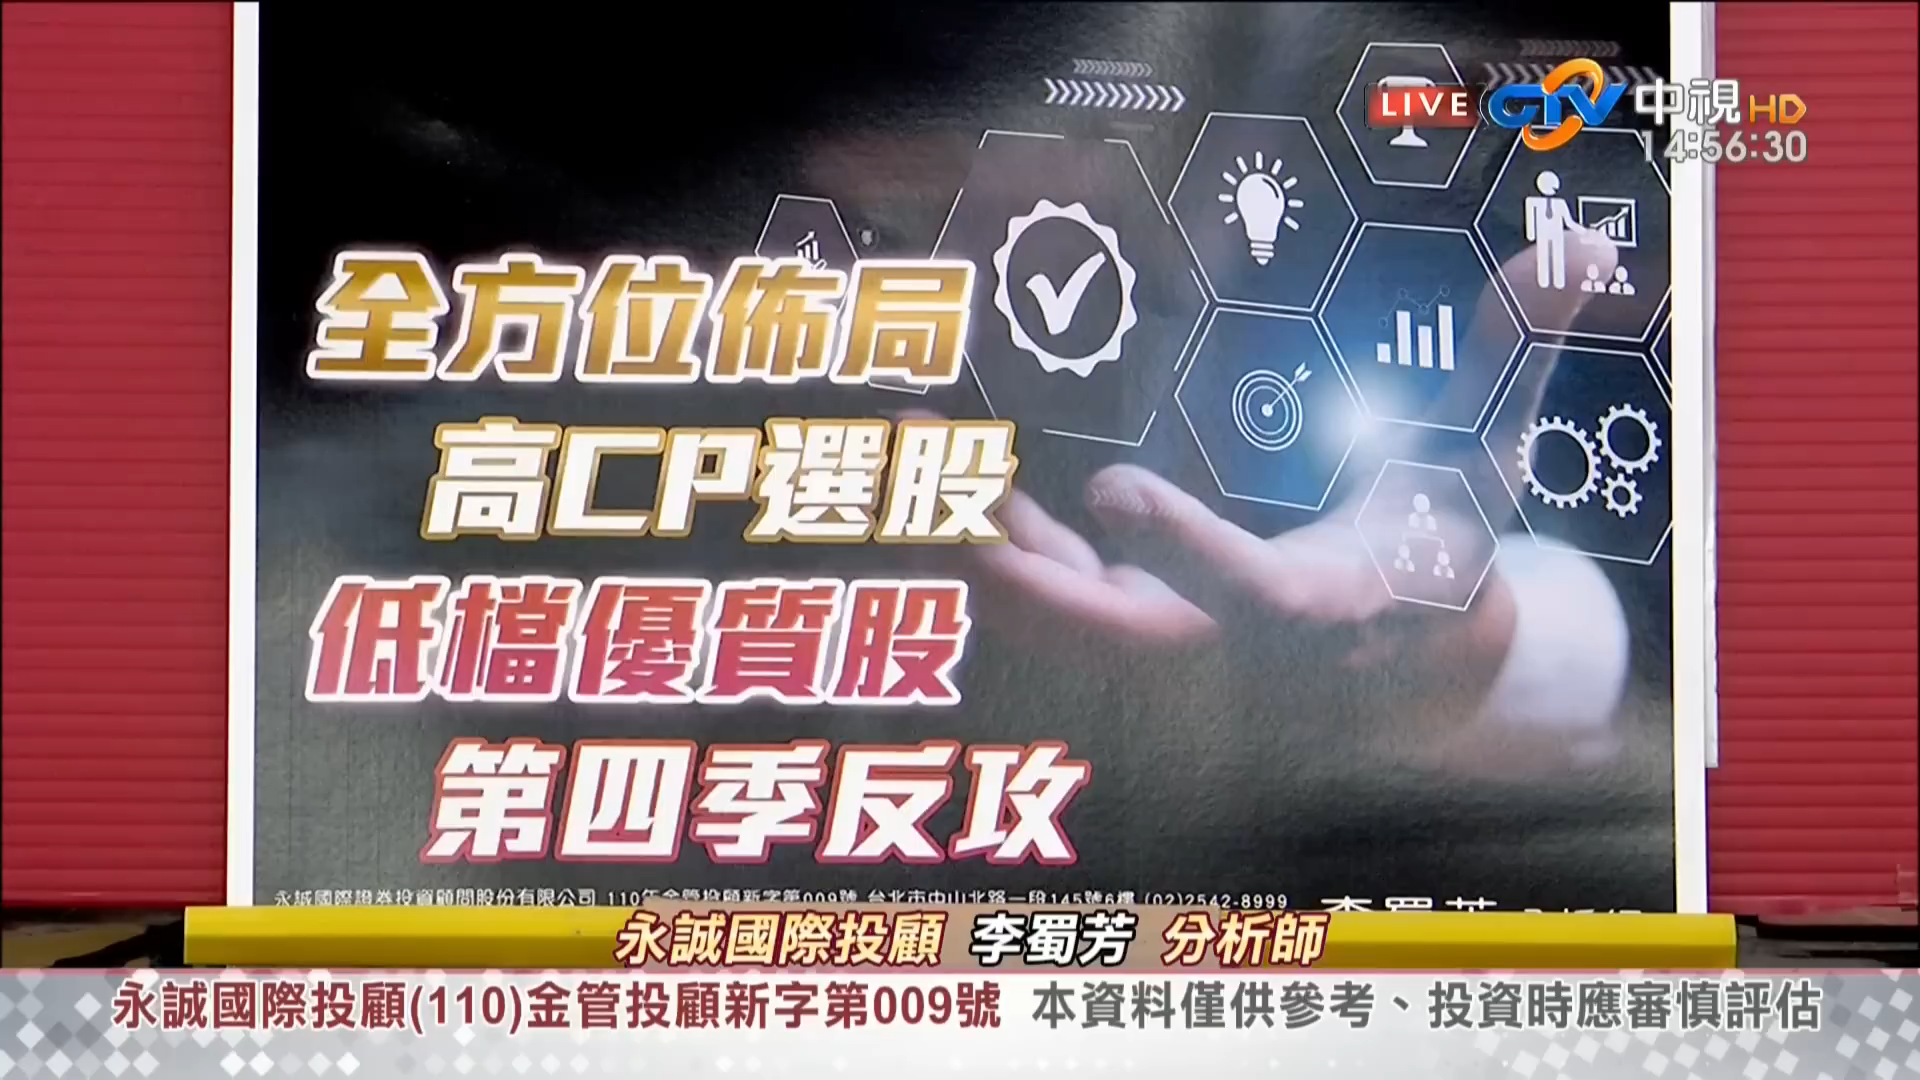 LIVE CTV 中視 HD
14:56:30
全方位佈局
高CP選股
低檔優質股
第四季反攻
永誠國際證券投資顧問股份有限公司 110年金管投顧新字第009號 台北市中山北路一段145號6樓 (02)2542-8999
永誠國際投顧 李蜀芳 分析師
永誠國際投顧(110)金管投顧新字第009號 本資料僅供參考、投資時應審慎評估